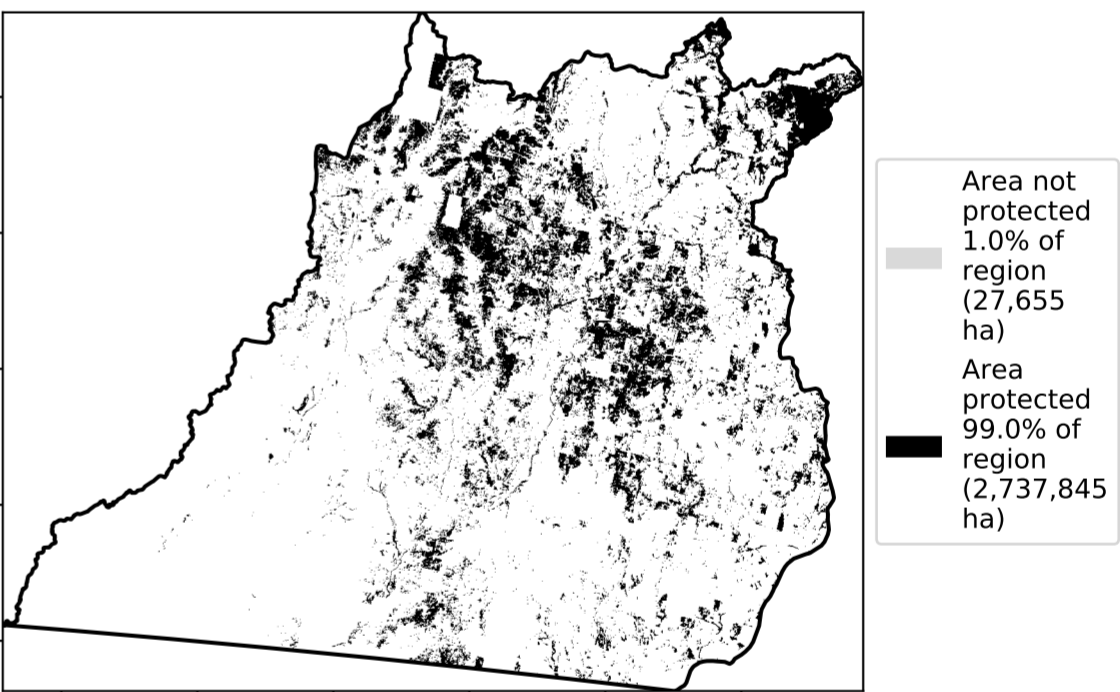 Area not
protected
1.0% of
region
(27,655
ha)
Area
protected
99.0% of
region
(2,737,845
ha)